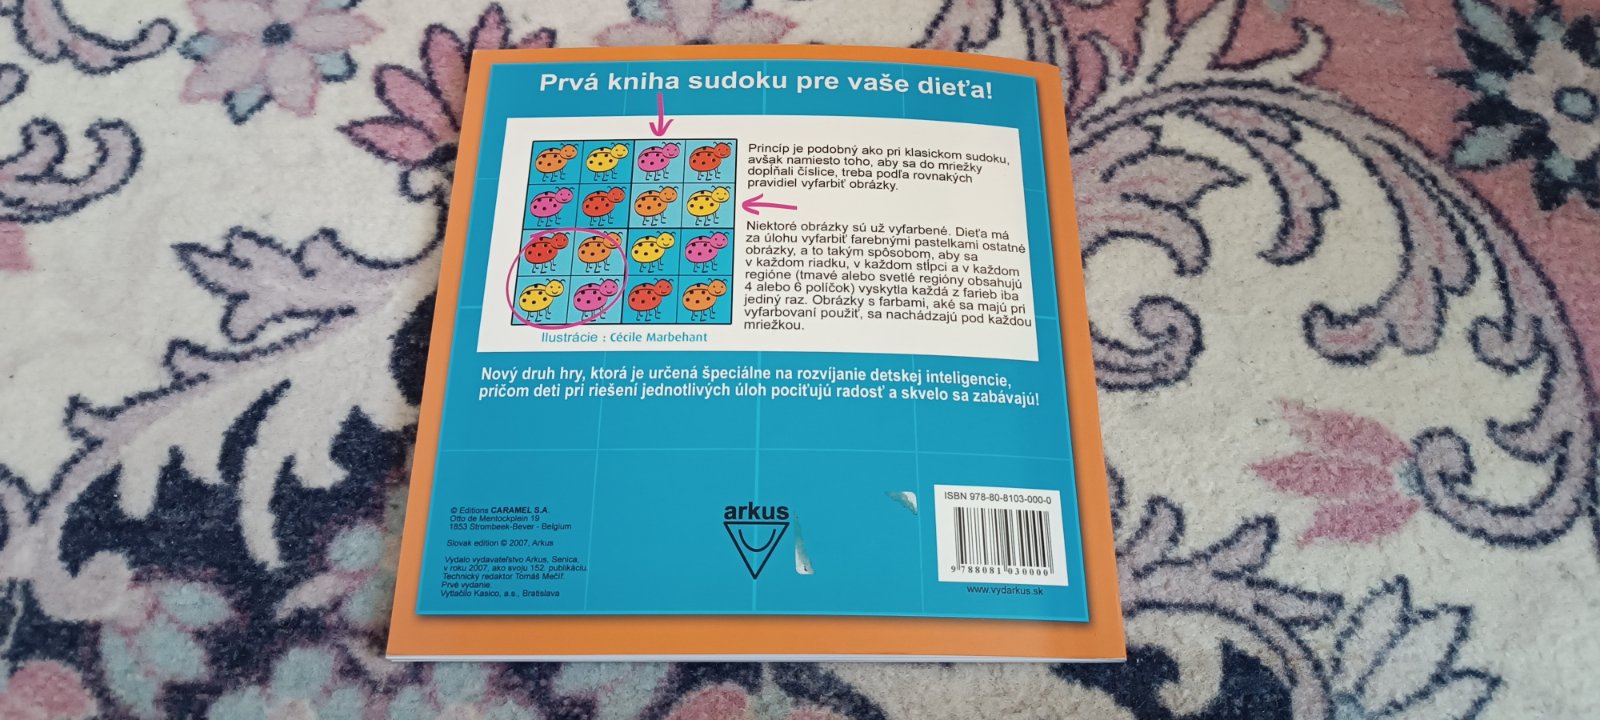 Prvá kniha sudoku pre vaše dieťa!
Princíp je podobný ako pri klasickom sudoku,
avšak namiesto toho, aby sa do mriežky
dopĺňali číslice, treba podľa rovnakých
pravidiel vyfarbiť obrázky.
Niektoré obrázky sú už vyfarbené. Dieťa má
za úlohu vyfarbiť farebnými pastelkami ostatné
obrázky, a to takým spôsobom, aby sa
v každom riadku, v každom stĺpci a v každom
regióne (tmavé alebo svetlé regióny obsahujú
4 alebo 6 políčok) vyskytla každá z farieb iba
jediný raz. Obrázky s farbami, aké sa majú pri
vyfarbovaní použiť, sa nachádzajú pod každou
mriežkou.
Ilustrácie : Cécile Marbehant
Nový druh hry, ktorá je určená špeciálne na rozvíjanie detskej inteligencie,
pričom deti pri riešení jednotlivých úloh pociťujú radosť a skvelo sa zabávajú!
© Editions CARAMEL S.A.
Otto de Mentockplein 19
1853 Strombeek-Bever - Belgium
Slovak edition © 2007, Arkus
Vydalo vydavateľstvo Arkus, Senica,
v roku 2007, ako svoju 152. publikáciu.
Technický redaktor Tomáš Mečíř.
Prvé vydanie.
Vytlačilo Kasico, a.s., Bratislava
arkus
ISBN 978-80-8103-000-0
9 788081 030000
www.vydarkus.sk